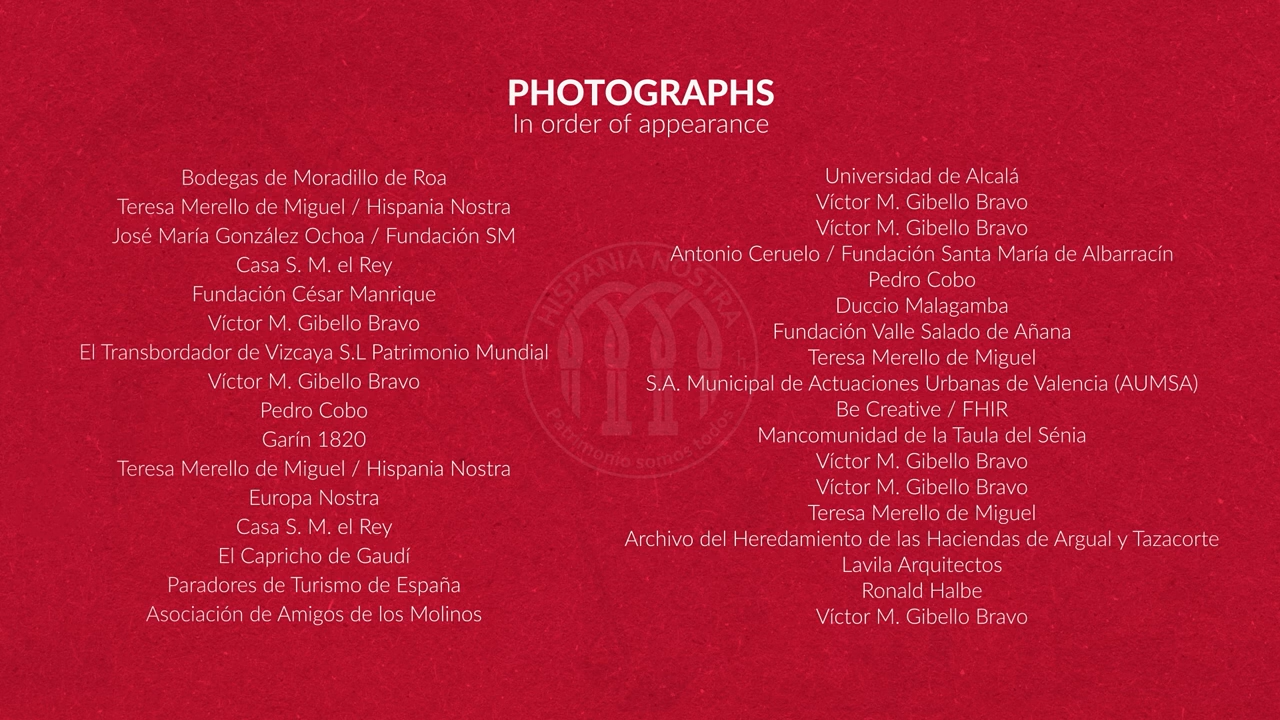 PHOTOGRAPHS
In order of appearance
Bodegas de Moradillo de Roa
Teresa Merello de Miguel / Hispania Nostra
José María González Ochoa / Fundación SM
Casa S. M. el Rey
Fundación César Manrique
Víctor M. Gibello Bravo
El Transbordador de Vizcaya S.L Patrimonio Mundial
Víctor M. Gibello Bravo
Pedro Cobo
Garín 1820
Teresa Merello de Miguel / Hispania Nostra
Europa Nostra
Casa S. M. el Rey
El Capricho de Gaudí
Paradores de Turismo de España
Asociación de Amigos de los Molinos
Universidad de Alcalá
Víctor M. Gibello Bravo
Víctor M. Gibello Bravo
Antonio Ceruelo / Fundación Santa María de Albarracín
Pedro Cobo
Duccio Malagamba
Fundación Valle Salado de Añana
Teresa Merello de Miguel
S.A. Municipal de Actuaciones Urbanas de Valencia (AUMSA)
Be Creative / FHIR
Mancomunidad de la Taula del Sénia
Víctor M. Gibello Bravo
Víctor M. Gibello Bravo
Teresa Merello de Miguel
Archivo del Heredamiento de las Haciendas de Argual y Tazacorte
Lavila Arquitectos
Ronald Halbe
Víctor M. Gibello Bravo
HISPANIA NOSTRA
Patrimonio somos todos